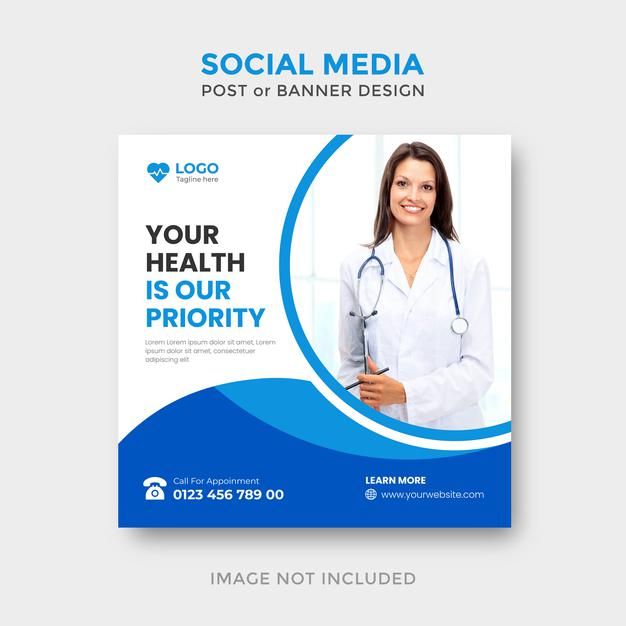 SOCIAL MEDIA
POST or BANNER DESIGN
LOGO
Tagline here
YOUR
HEALTH
IS OUR
PRIORITY
Lorem ipsum dolor sit amet. Lorem
ipsum dolor sit amet, consectetuer
adipiscing elit
Call For Appoinment
0123 456 789 00
LEARN MORE
www.yourwebsite.com
IMAGE NOT INCLUDED